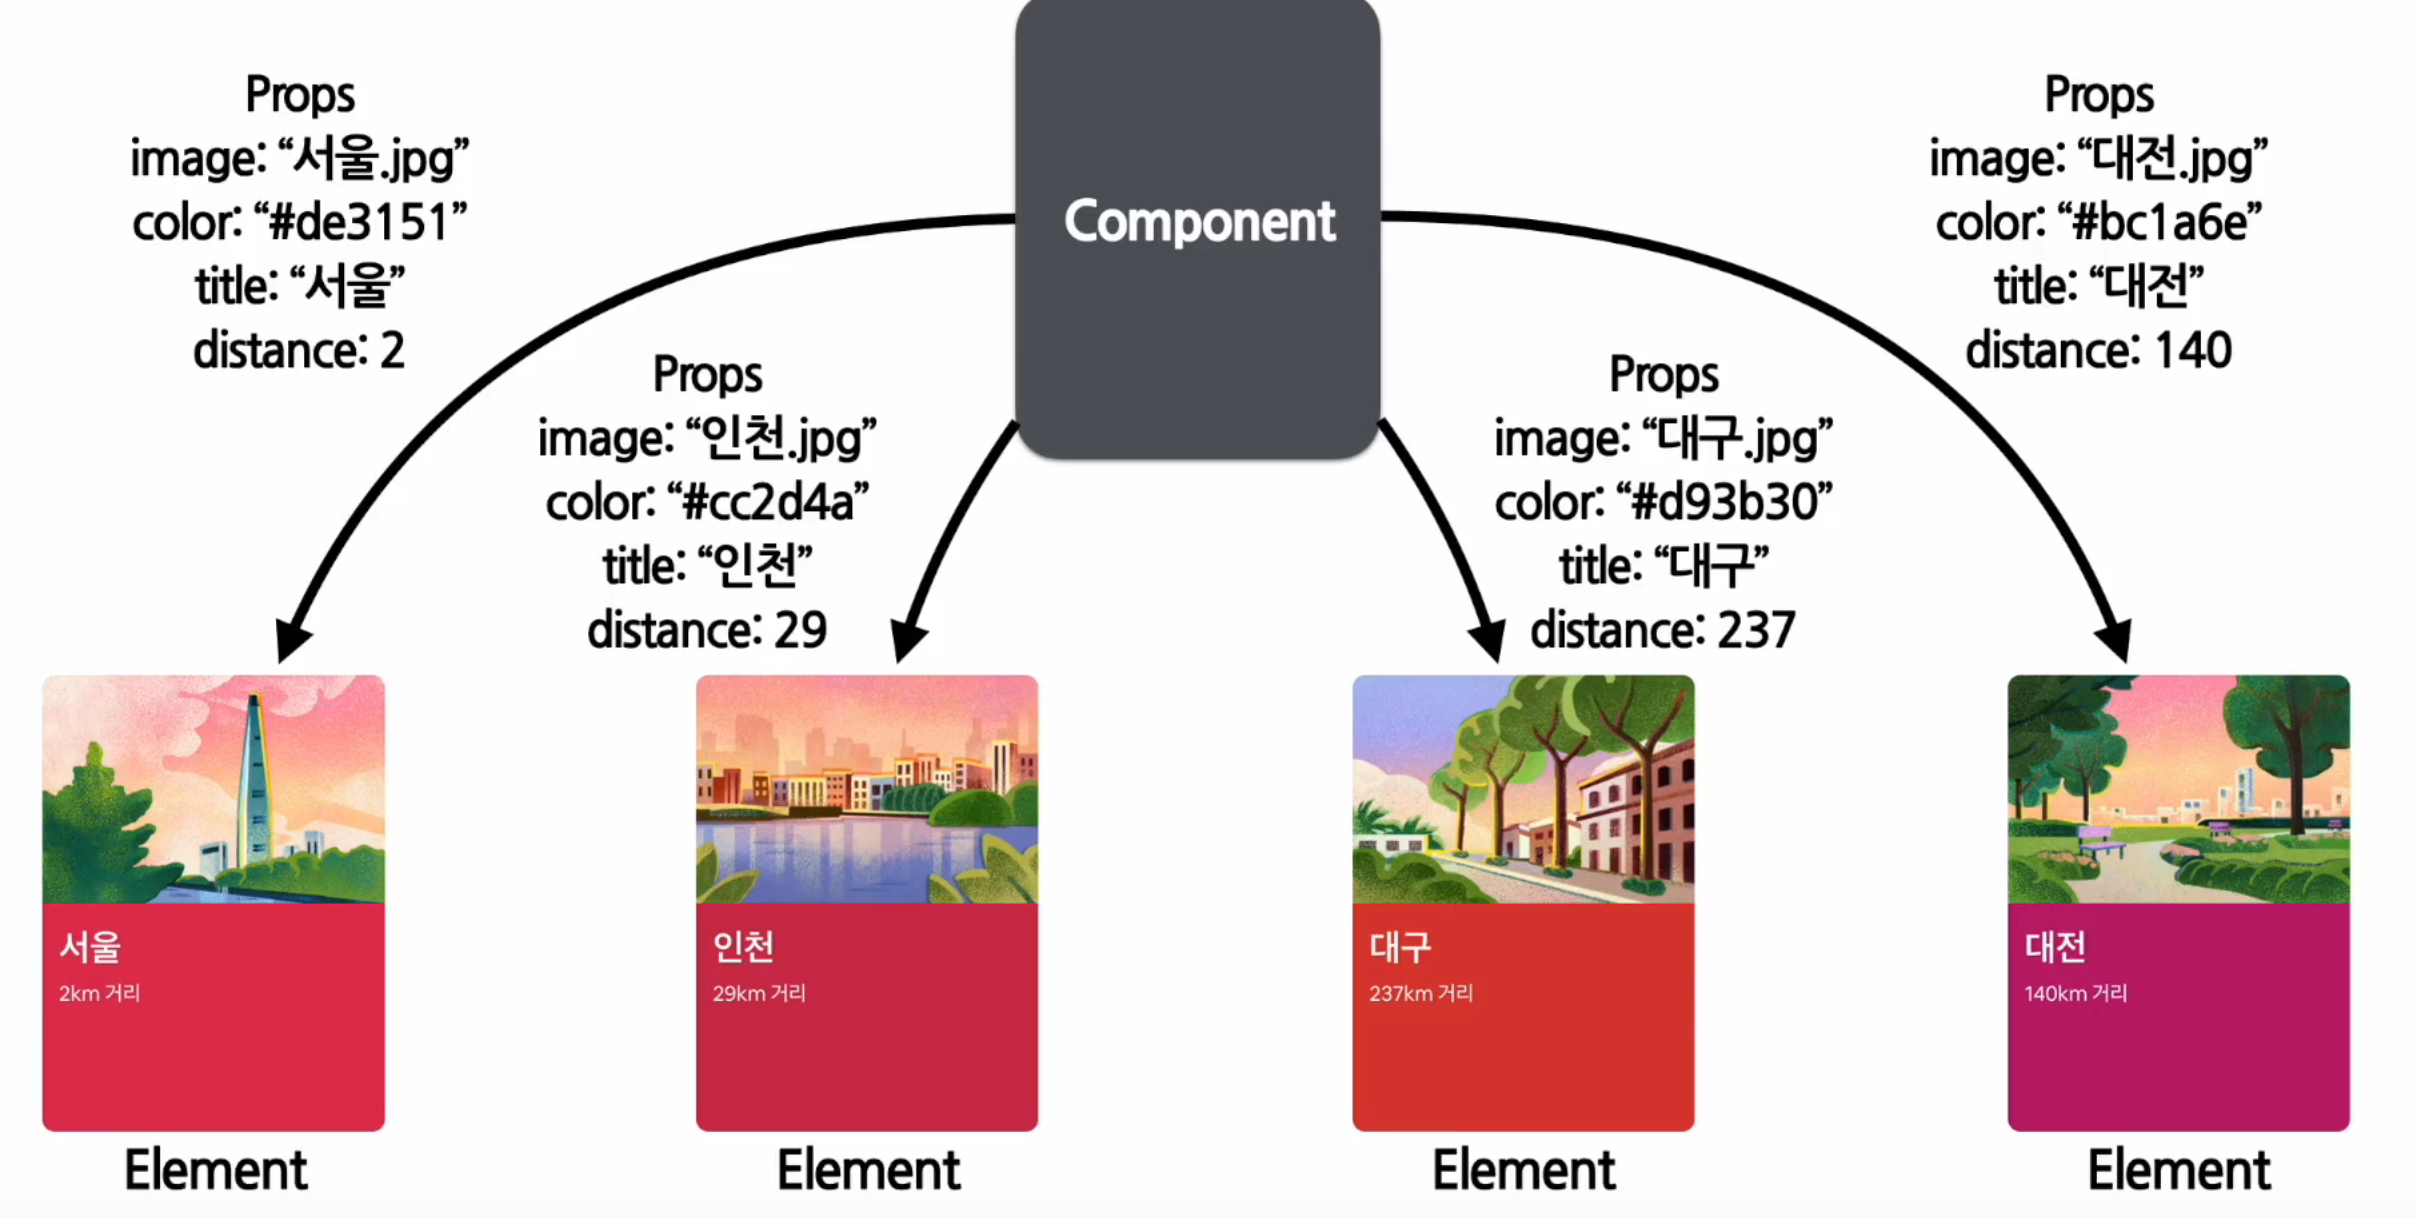 Component
Props
image: “서울.jpg”
color: “#de3151”
title: “서울”
distance: 2
Props
image: “인천.jpg”
color: “#cc2d4a”
title: “인천”
distance: 29
Props
image: “대구.jpg”
color: “#d93b30”
title: “대구”
distance: 237
Props
image: “대전.jpg”
color: “#bc1a6e”
title: “대전”
distance: 140
서울
2km 거리
Element
인천
29km 거리
Element
대구
237km 거리
Element
대전
140km 거리
Element